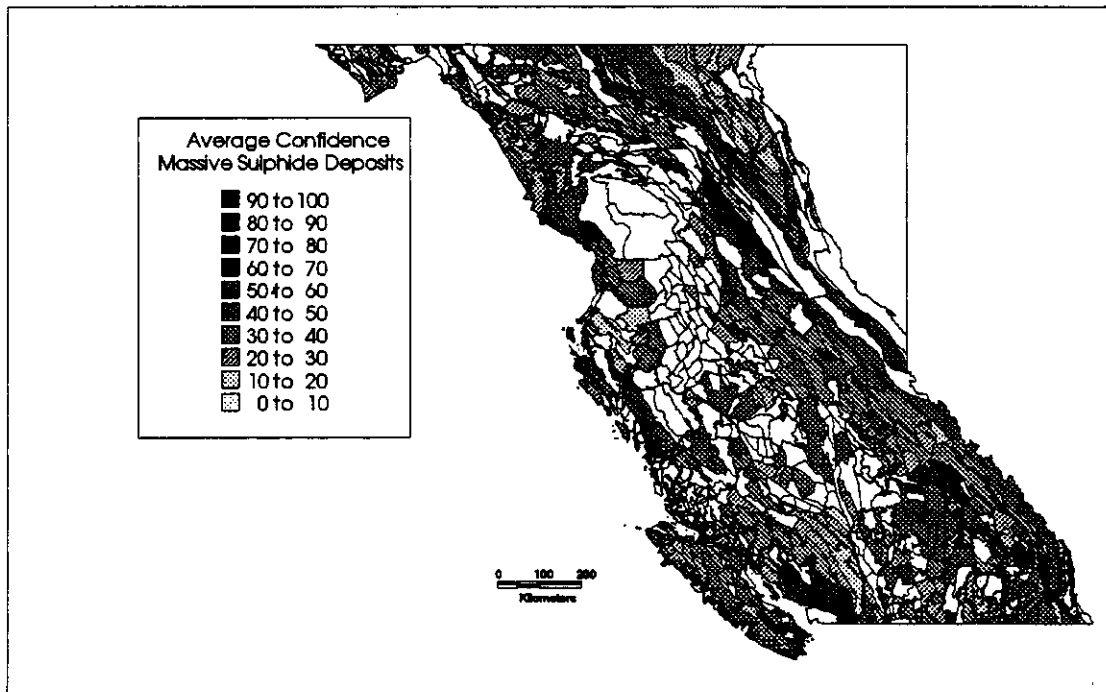 Average Confidence
Massive Sulphide Deposits
90 to 100
80 to 90
70 to 80
60 to 70
50 to 60
40 to 50
30 to 40
20 to 30
10 to 20
0 to 10
0 100 200
Kilometers